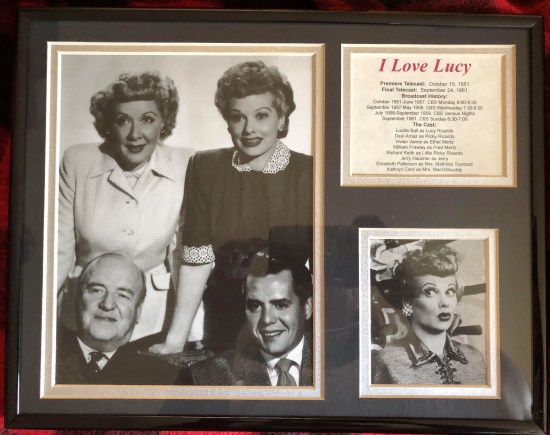 I Love Lucy
Premiere Telecast: October 15, 1951
Final Telecast: September 24, 1961
Broadcast History:
October 1951-June 1957, CBS Monday 9:00-9:30
September 1957-May 1958, CBS Wednesday 7:30-8:00
July 1958-September 1959, CBS Various Nights
September 1961, CBS Sunday 6:30-7:00
The Cast:
Lucille Ball as Lucy Ricardo
Desi Arnaz as Ricky Ricardo
Vivian Vance as Ethel Mertz
William Frawley as Fred Mertz
Richard Keith as Little Ricky Ricardo
Jerry Hausner as Jerry
Elizabeth Patterson as Mrs. Mathilda Trumbull
Kathryn Card as Mrs. MacGillicuddy